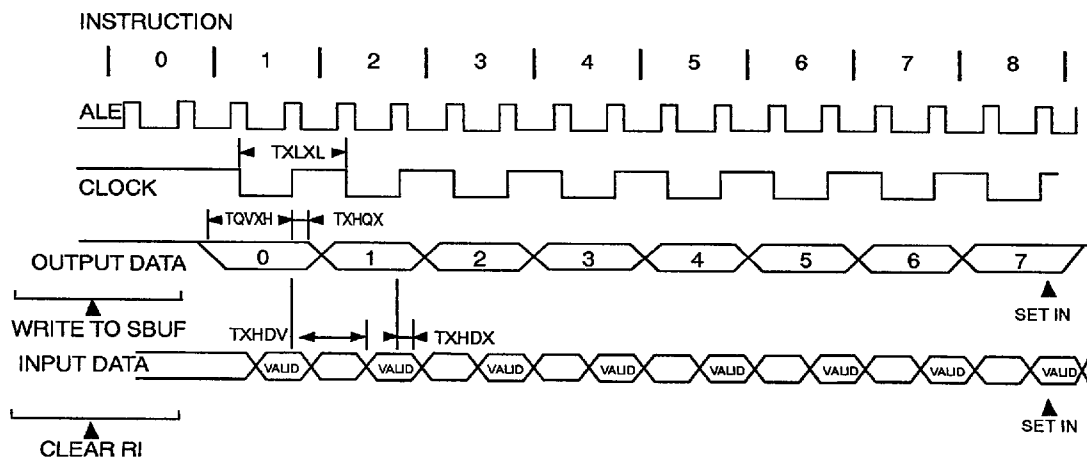 INSTRUCTION
| 0 | 1 | 2 | 3 | 4 | 5 | 6 | 7 | 8 |
ALE
TXLXL
CLOCK
TQVXH TXHQX
OUTPUT DATA 0 1 2 3 4 5 6 7
WRITE TO SBUF SET IN
TXHDV TXHDX
INPUT DATA VALID VALID VALID VALID VALID VALID VALID VALID
SET IN
CLEAR RI